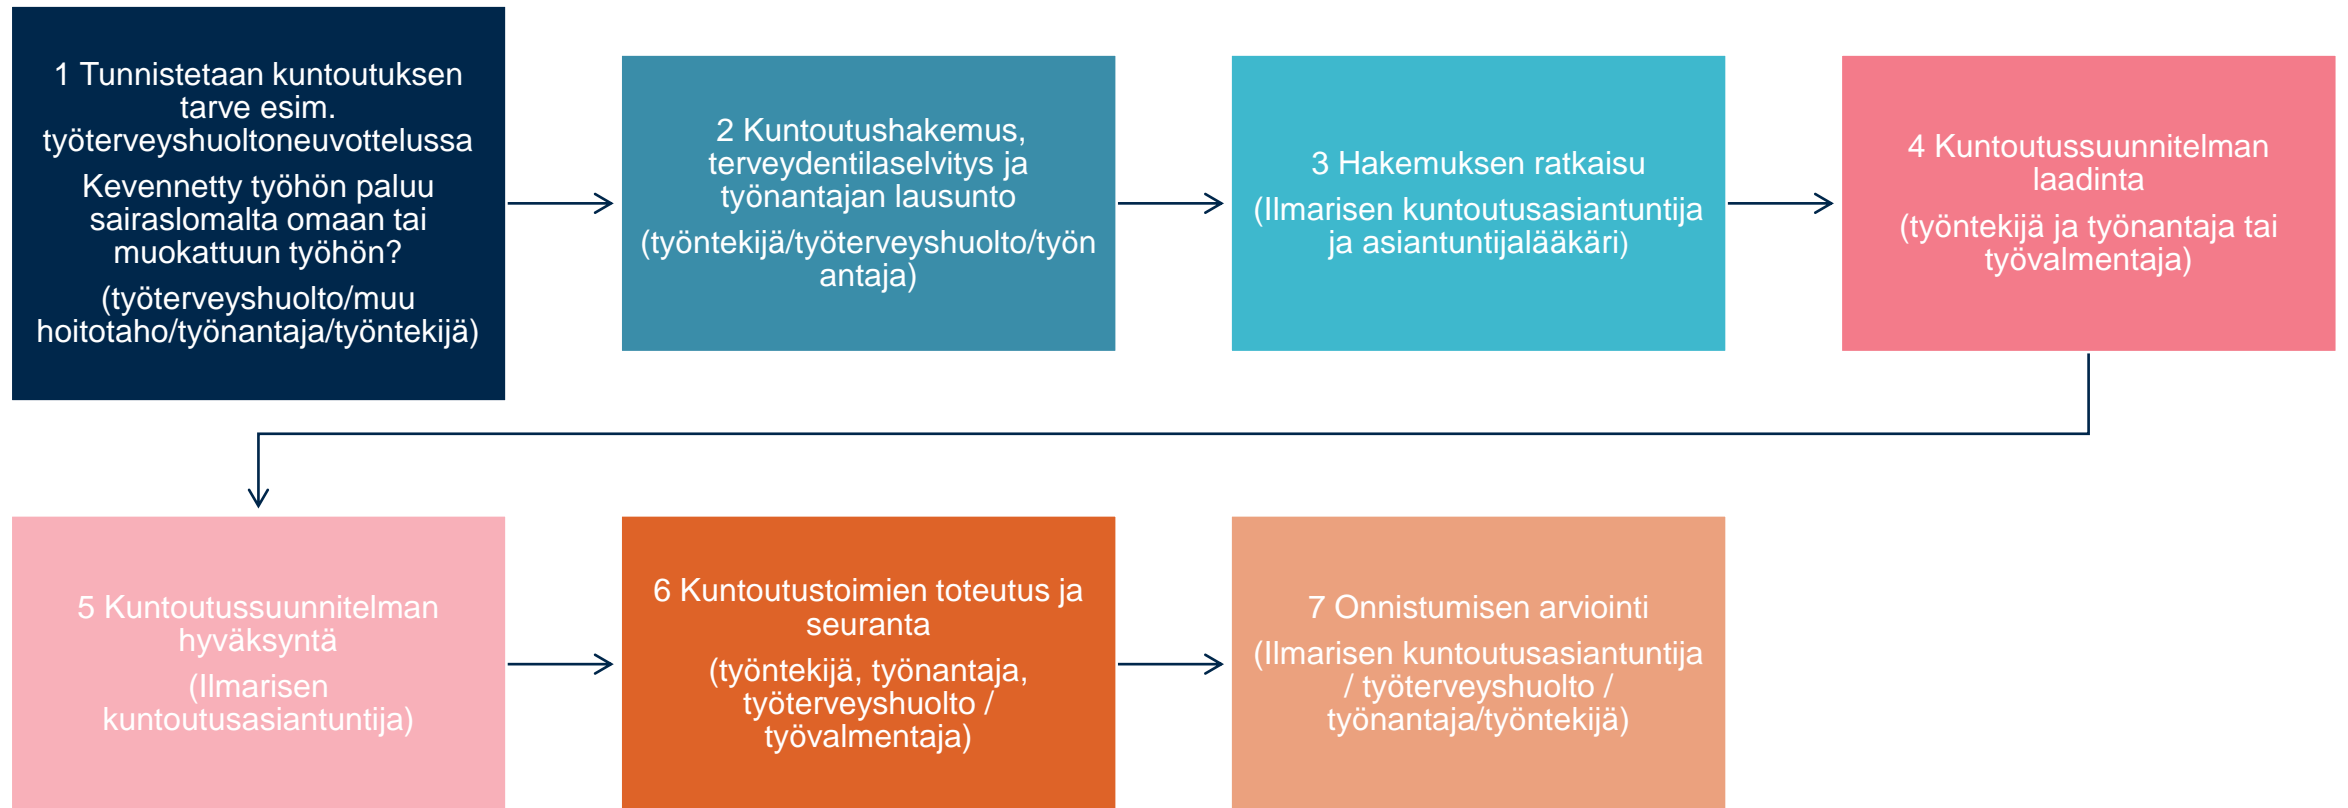 1 Tunnistetaan kuntoutuksen
tarve esim.
työterveyshuoltoneuvottelussa
Kevennetty työhön paluu
sairaslomalta omaan tai
muokattuun työhön?
(työterveyshuolto/muu
hoitotaho/työnantaja/työntekijä)
2 Kuntoutushakemus,
terveydentilaselvitys ja
työnantajan lausunto
(työntekijä/työterveyshuolto/työn
antaja)
3 Hakemuksen ratkaisu
(Ilmarisen kuntoutusasiantuntija
ja asiantuntijalääkäri)
4 Kuntoutussuunnitelman
laadinta
(työntekijä ja työnantaja tai
työvalmentaja)
5 Kuntoutussuunnitelman
hyväksyntä
(Ilmarisen
kuntoutusasiantuntija)
6 Kuntoutustoimien toteutus ja
seuranta
(työntekijä, työnantaja,
työterveyshuolto /
työvalmentaja)
7 Onnistumisen arviointi
(Ilmarisen kuntoutusasiantuntija
/ työterveyshuolto /
työnantaja/työntekijä)